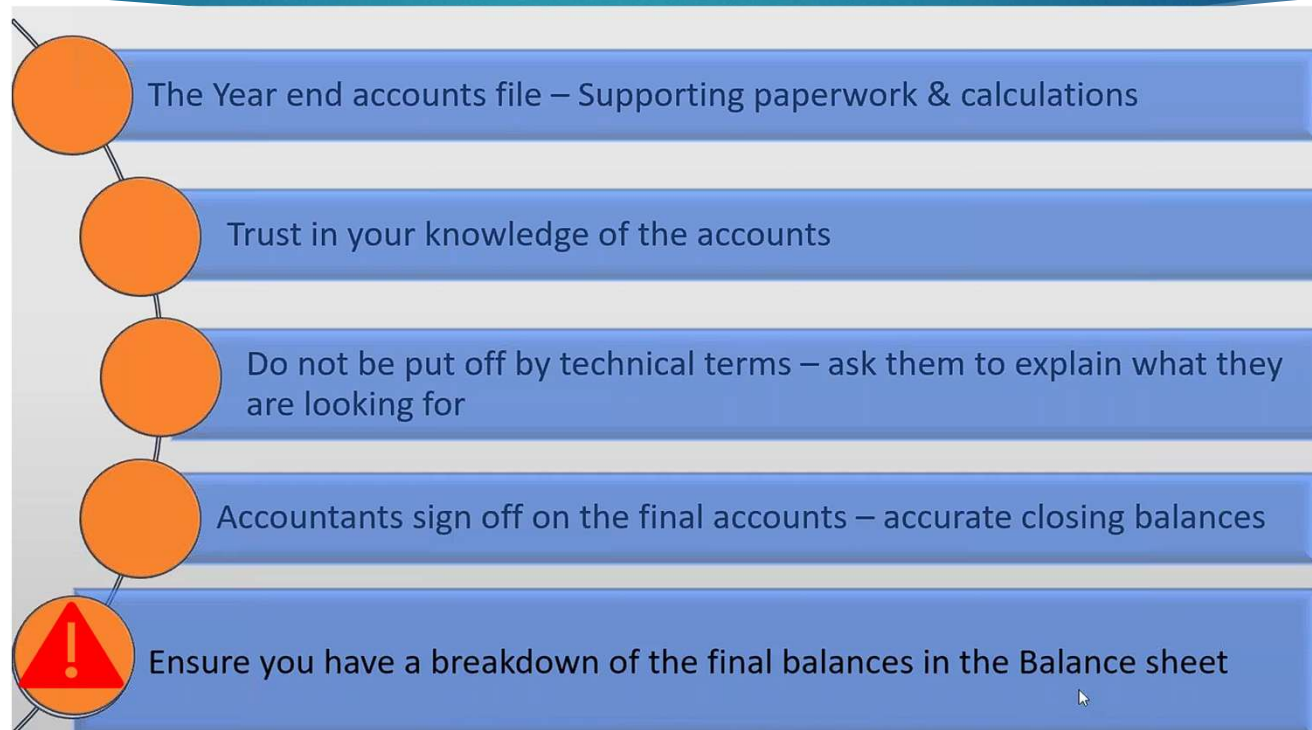 The Year end accounts file – Supporting paperwork & calculations
Trust in your knowledge of the accounts
Do not be put off by technical terms – ask them to explain what they
are looking for
Accountants sign off on the final accounts – accurate closing balances
Ensure you have a breakdown of the final balances in the Balance sheet